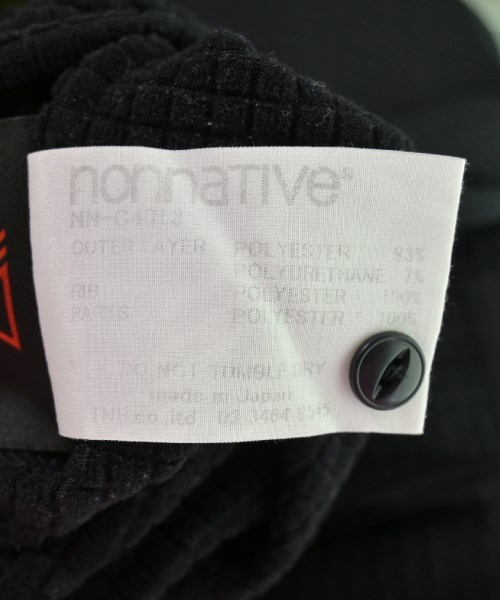 nonnative®
NN-C4013
OUTER LAYER POLYESTER 93%
POLYURETHANE 7%
RIB POLYESTER 100%
PARTS POLYESTER 100%
DO NOT TUMBLE DRY
made in Japan
TNP.co.,ltd 03 3464 8545